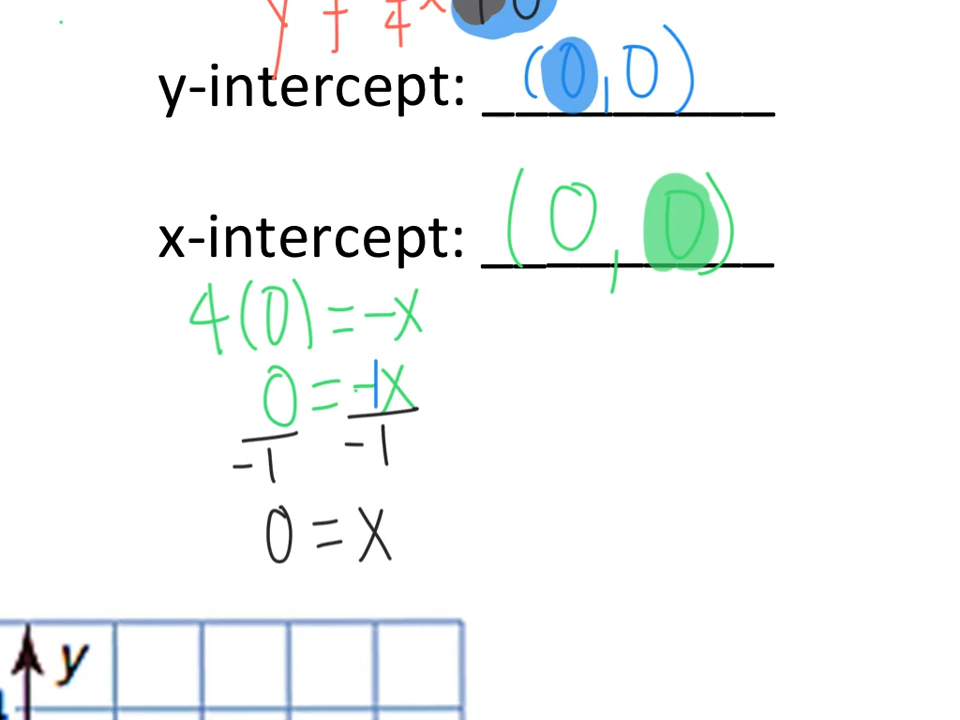 y-intercept: (0,0)
x-intercept: (0,0)
4(0)=-x
0=-1x
-1 -1
0=x
y